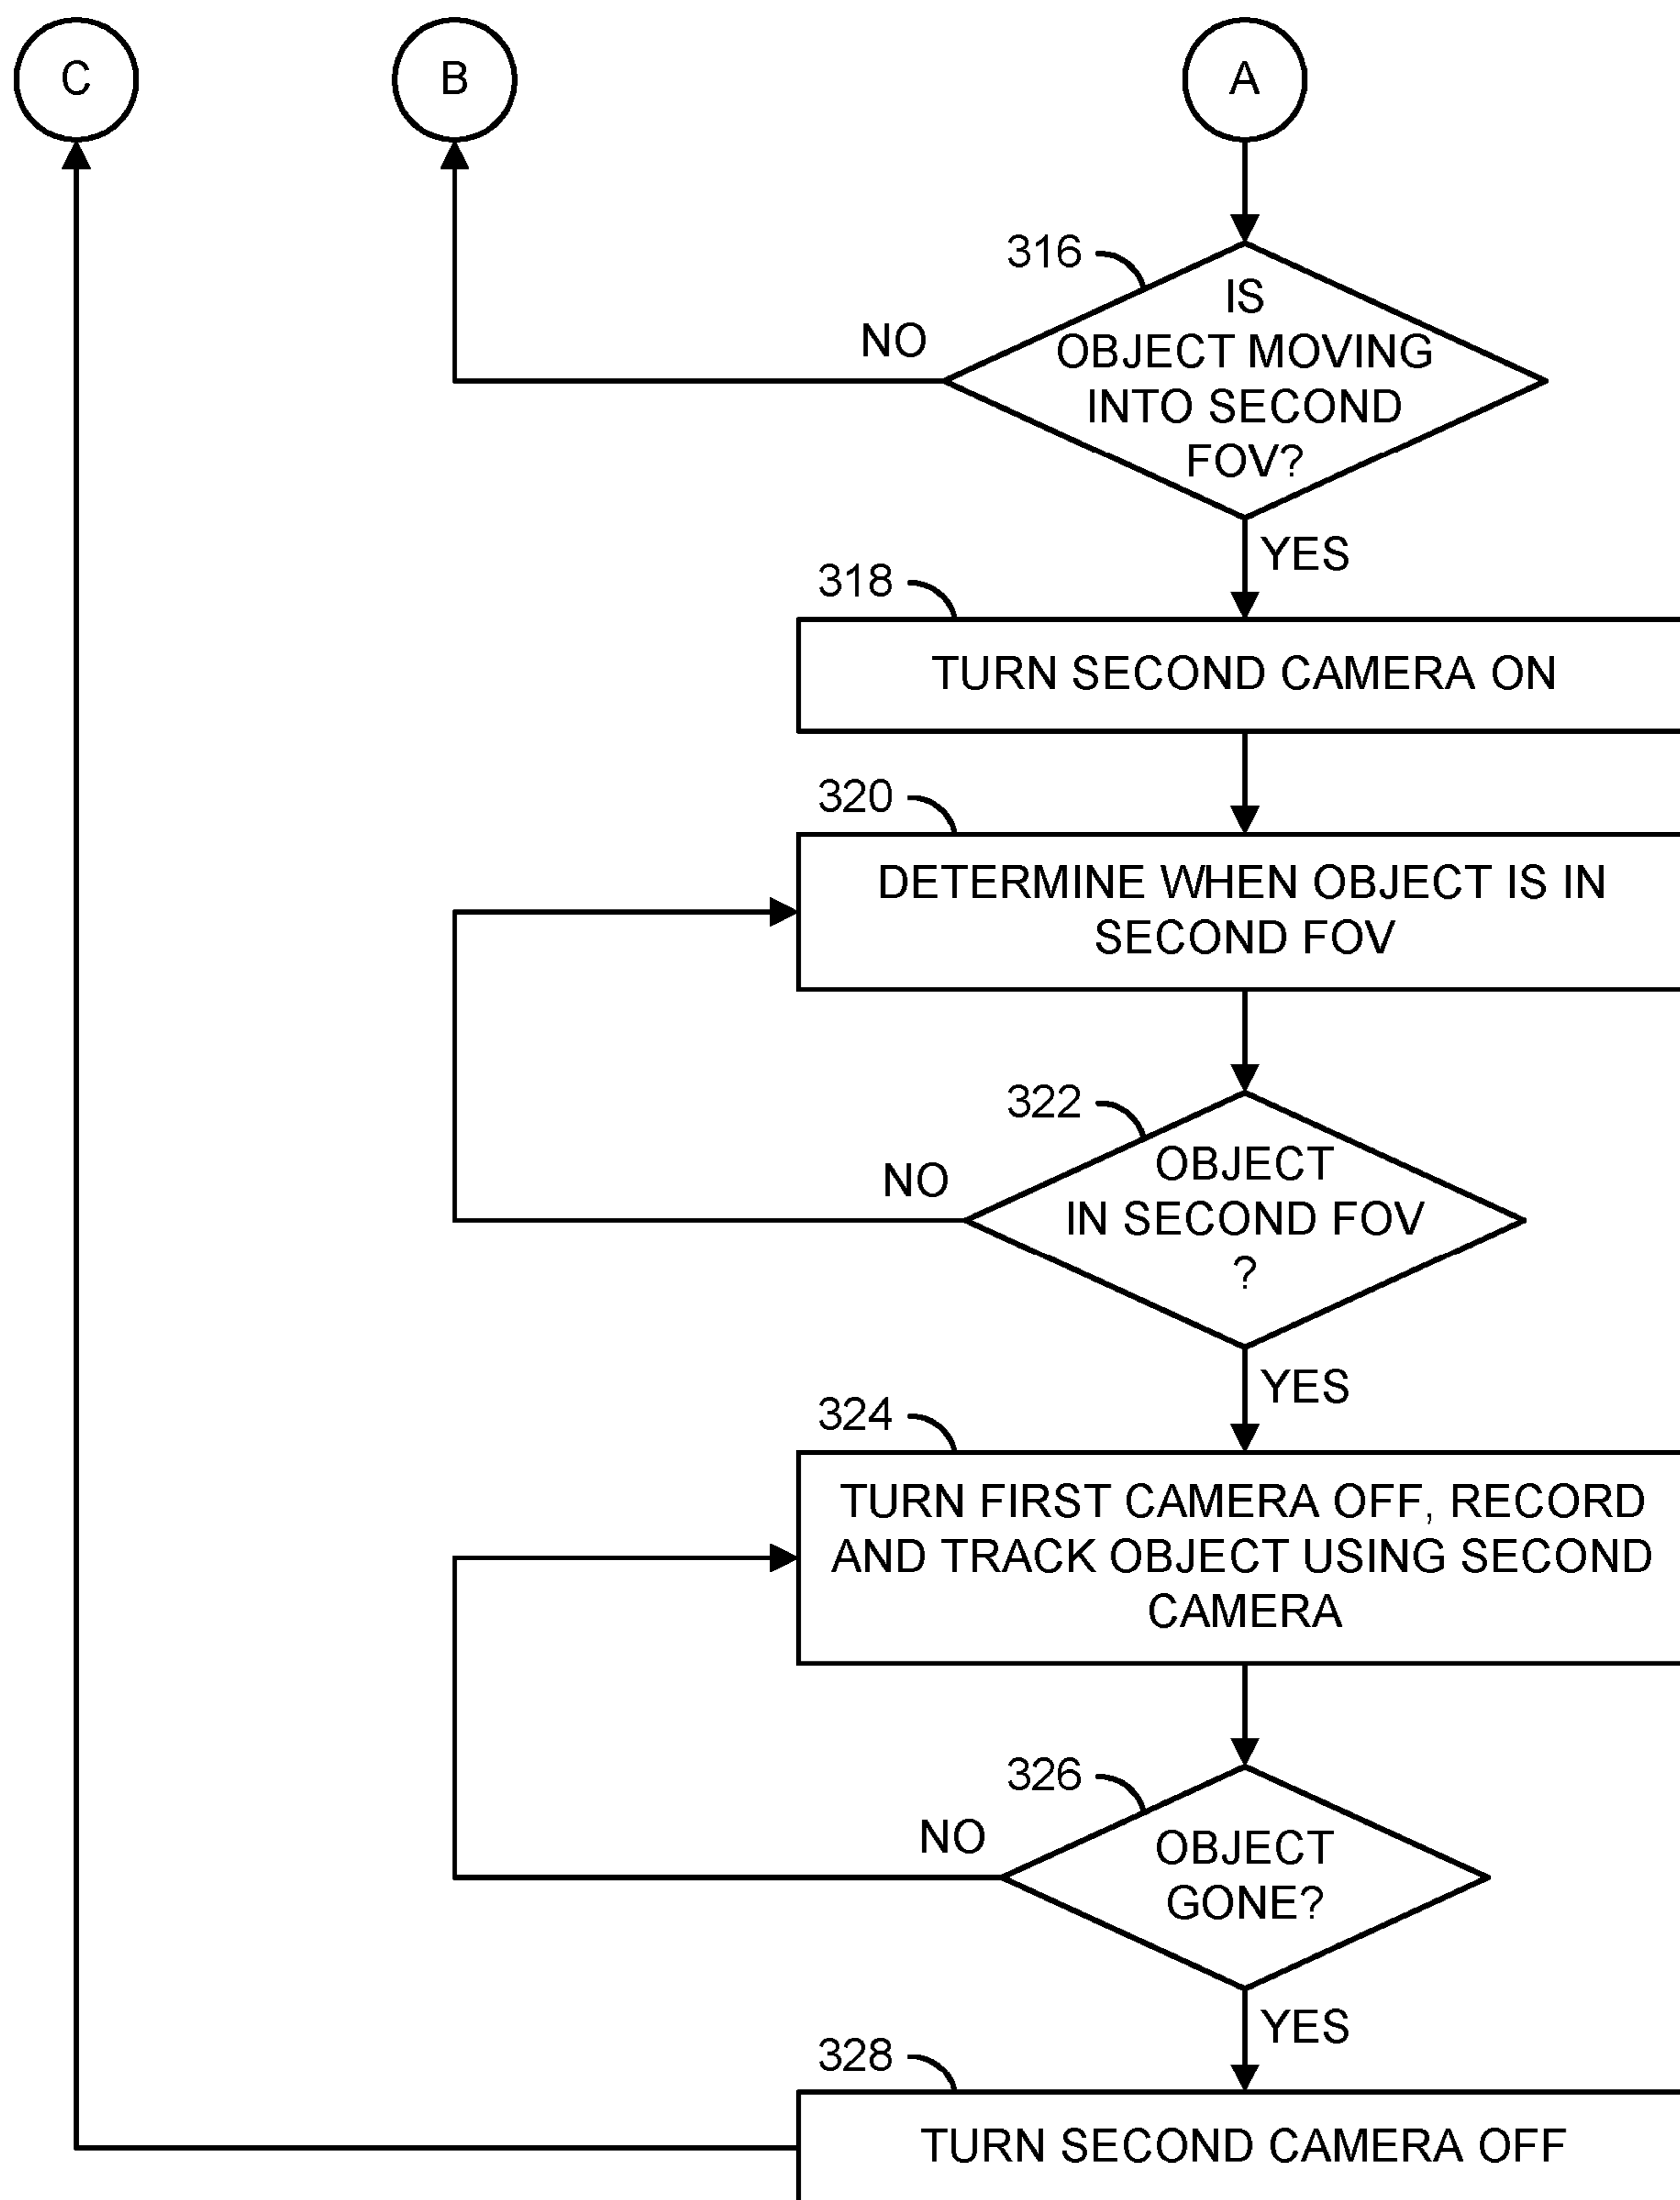 C
B
A
316
IS
OBJECT MOVING
INTO SECOND
FOV?
NO
YES
318
TURN SECOND CAMERA ON
320
DETERMINE WHEN OBJECT IS IN
SECOND FOV
322
OBJECT
IN SECOND FOV
?
NO
YES
324
TURN FIRST CAMERA OFF, RECORD
AND TRACK OBJECT USING SECOND
CAMERA
326
OBJECT
GONE?
NO
YES
328
TURN SECOND CAMERA OFF